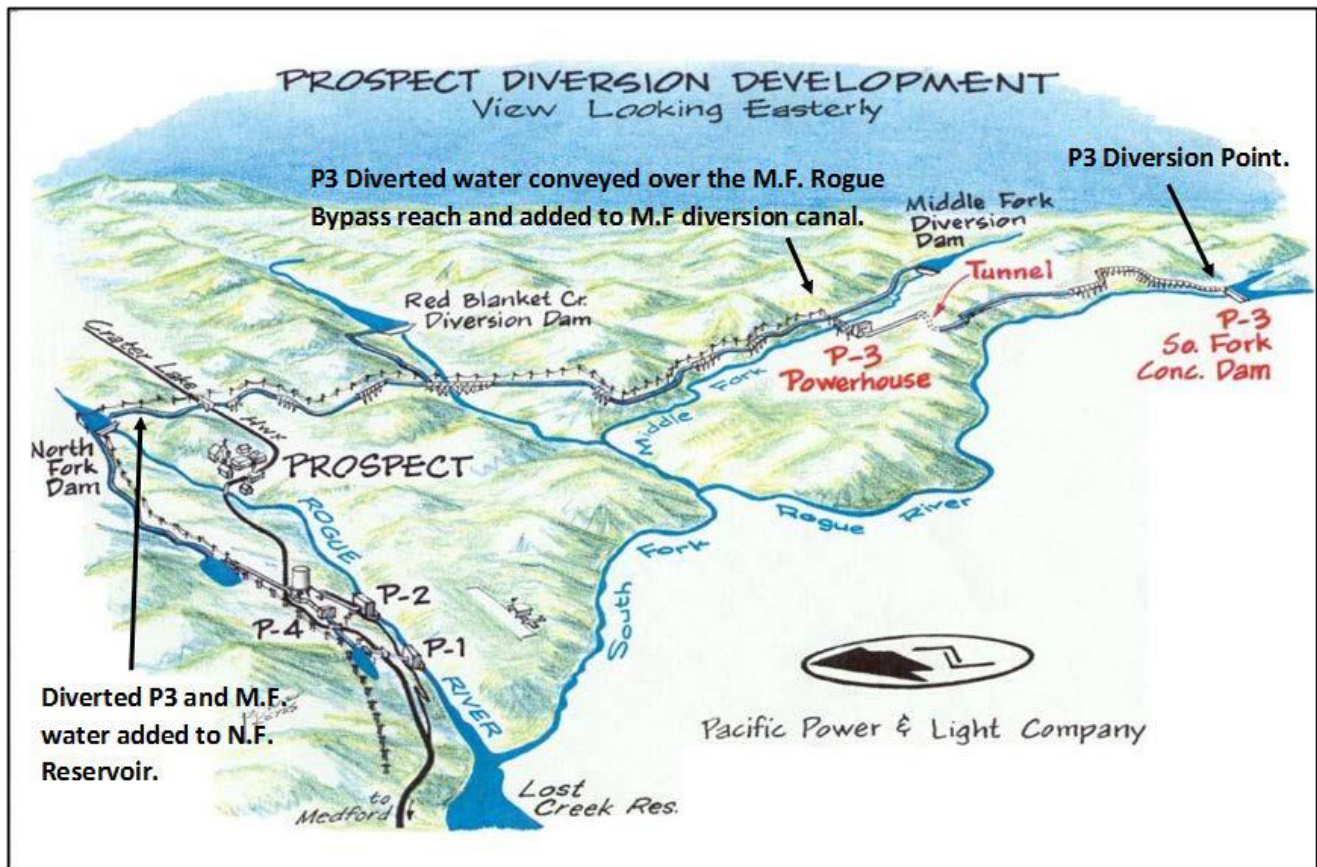 PROSPECT DIVERSION DEVELOPMENT
View Looking Easterly
P3 Diverted water conveyed over the M.F. Rogue
Bypass reach and added to M.F diversion canal.
P3 Diversion Point.
Middle Fork
Diversion
Dam
Tunnel
Red Blanket Cr.
Diversion Dam
P-3
So. Fork
Conc. Dam
P-3
Powerhouse
Crater Lake
Hwy
Middle Fork
North
Fork
Dam
PROSPECT
ROGUE
RIVER
Rogue River
South Fork
P-2
P-4
P-1
Diverted P3 and M.F.
water added to N.F.
Reservoir.
Pacific Power & Light Company
Lost
Creek Res.
to
Medford